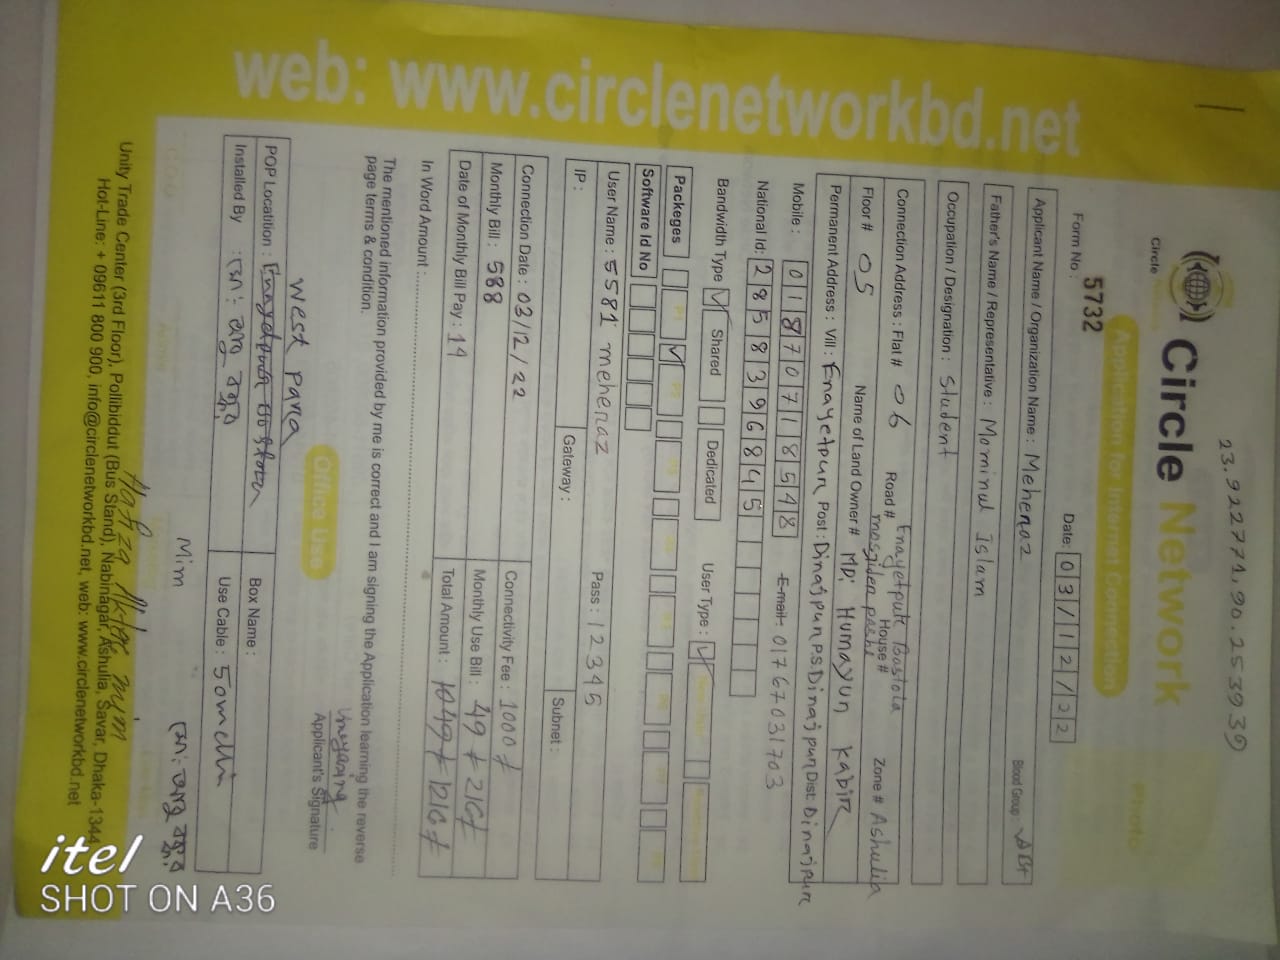 23.9227771,90.2539 39
circle
Circle Network
Application for Internet Connection
PHOTO
Form No :
5732
Date: 03/12/22
Applicant Name / Organization Name : Mehenaz
Blood Group : AB+
Father's Name / Representative : Mominul Islam
Occupation / Designation : Student
Connection Address : Flat # 06 Road # Enayetpur Bastola House # Zone # Ashulia
mosjider pashe
Floor # 05 Name of Land Owner # MD: Humayun Kabir
Permanent Address : Vill : Enayetpur Post : Dinajpur P.S Dinajpur Dist: Dinajpur
Mobile : 01870718548 E-mail: 01767031703
National Id: 2858396845
Bandwidth Type Shared Dedicated User Type :
Packeges
Software Id No
User Name : 5581 mehenaz Pass : 12345
IP : Gateway : Subnet :
Connection Date : 03/12/22 Connectivity Fee : 1000
Monthly Bill : 588 Monthly Use Bill : 49 + 216
Date of Monthly Bill Pay : 14 Total Amount : 1049 + 1216
In Word Amount :
The mentioned information provided by me is correct and I am signing the Application learning the reverse
page terms & condition.
Applicant's Signature
Office Use
West para
POP Locatition : Box Name :
Installed By : Use Cable : 50
Mim
Hafza Akter mim
Unity Trade Center (3rd Floor), Pollibiddut (Bus Stand), Nabinagar, Ashulia, Savar, Dhaka-1344
Hot-Line: + 09611 800 900, info@circlenetworkbd.net, web: www.circlenetworkbd.net
web: www.circlenetworkbd.net
itel
SHOT ON A36